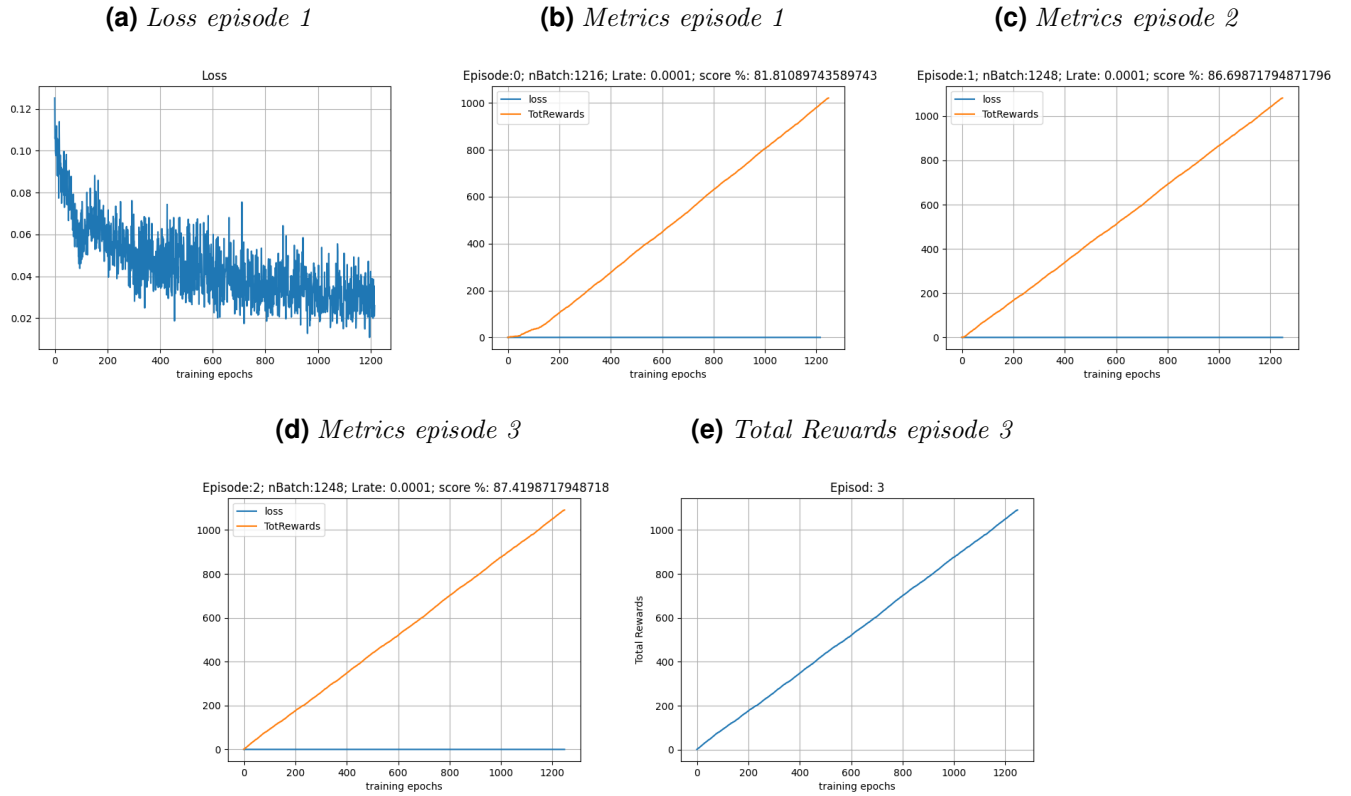 (a) Loss episode 1
(b) Metrics episode 1
(c) Metrics episode 2
Loss
0.12
0.10
0.08
0.06
0.04
0.02
0 200 400 600 800 1000 1200
training epochs
Episode:0; nBatch:1216; Lrate: 0.0001; score %: 81.81089743589743
loss
TotRewards
1000
800
600
400
200
0
0 200 400 600 800 1000 1200
training epochs
Episode:1; nBatch:1248; Lrate: 0.0001; score %: 86.69871794871796
loss
TotRewards
1000
800
600
400
200
0
0 200 400 600 800 1000 1200
training epochs
(d) Metrics episode 3
(e) Total Rewards episode 3
Episode:2; nBatch:1248; Lrate: 0.0001; score %: 87.4198717948718
loss
TotRewards
1000
800
600
400
200
0
0 200 400 600 800 1000 1200
training epochs
Episod: 3
Total Rewards
1000
800
600
400
200
0
0 200 400 600 800 1000 1200
training epochs